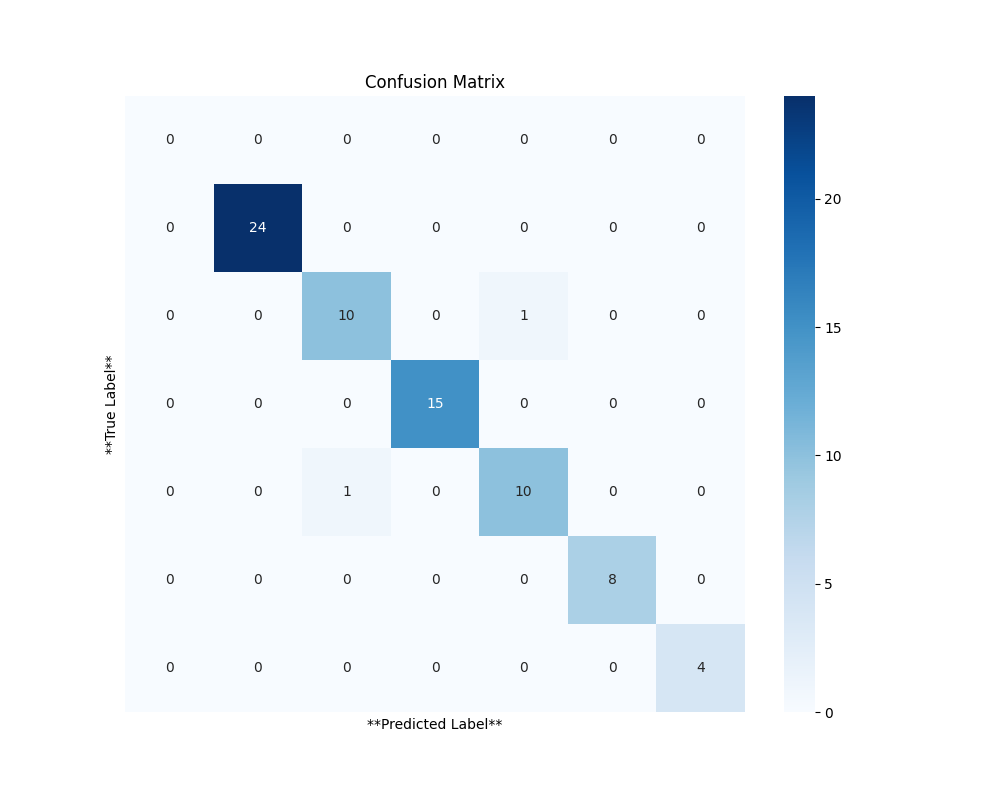 Confusion Matrix
0 0 0 0 0 0 0
0 24 0 0 0 0 0
20
0 0 10 0 1 0 0
15
**True Label**
0 0 0 15 0 0 0
10
0 0 1 0 10 0 0
0 0 0 0 0 8 0
5
0 0 0 0 0 0 4
0
**Predicted Label**